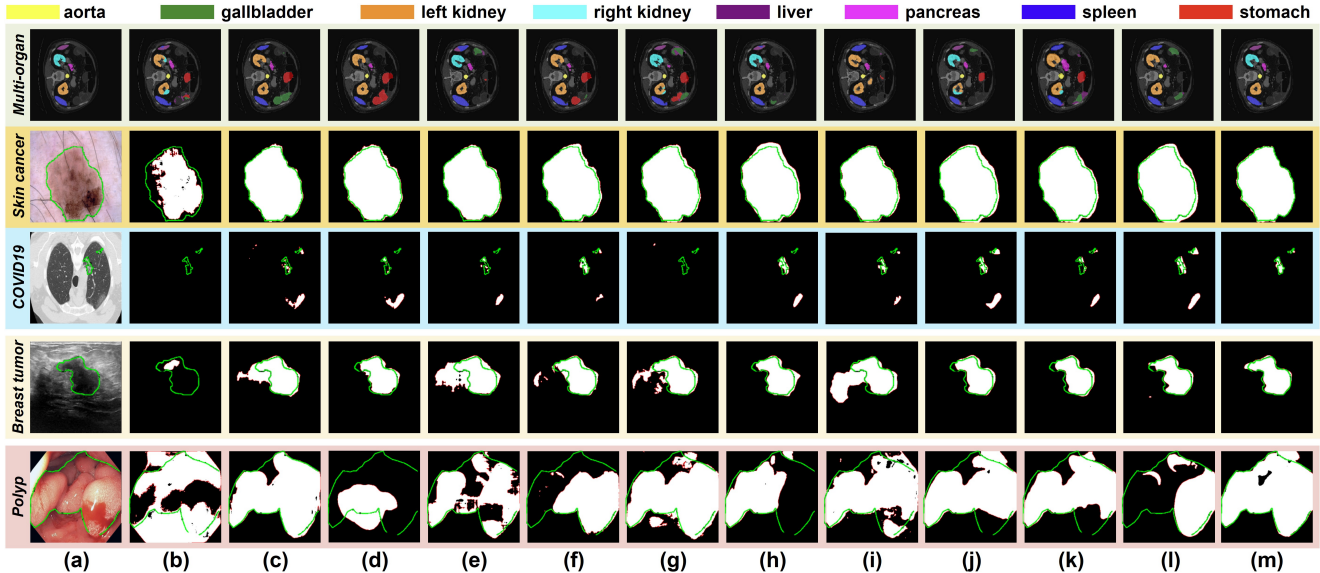 aorta gallbladder left kidney right kidney liver pancreas spleen stomach
Multi-organ
Skin cancer
COVID19
Breast tumor
Polyp
(a) (b) (c) (d) (e) (f) (g) (h) (i) (j) (k) (l) (m)